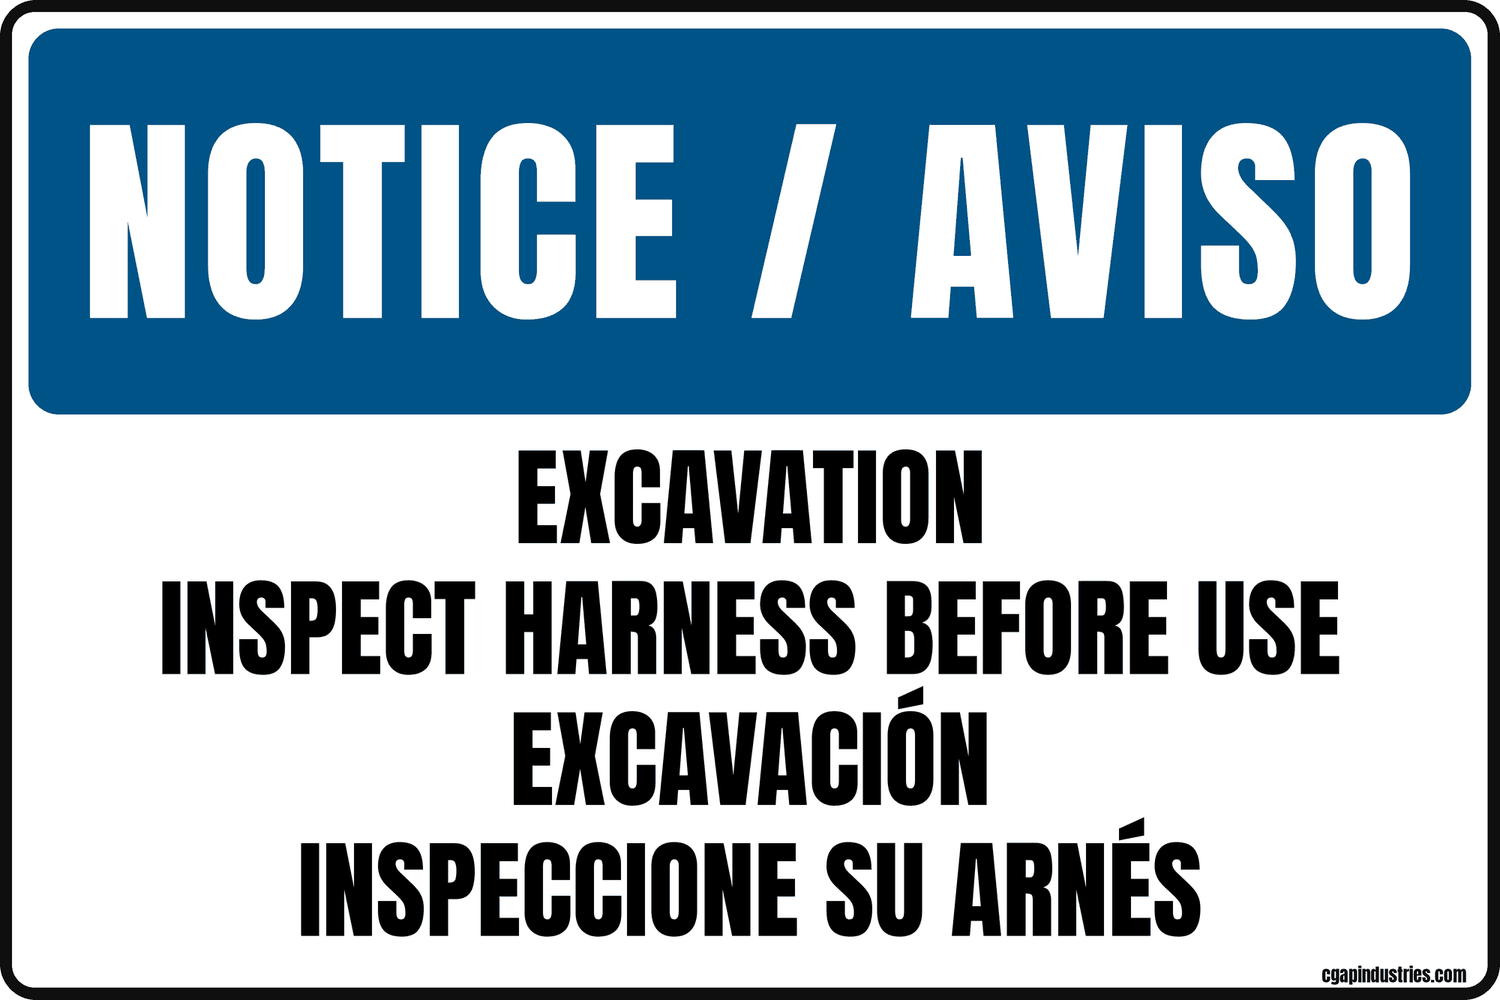 NOTICE / AVISO
EXCAVATION
INSPECT HARNESS BEFORE USE
EXCAVACIÓN
INSPECCIONE SU ARNÉS
cgapindustries.com